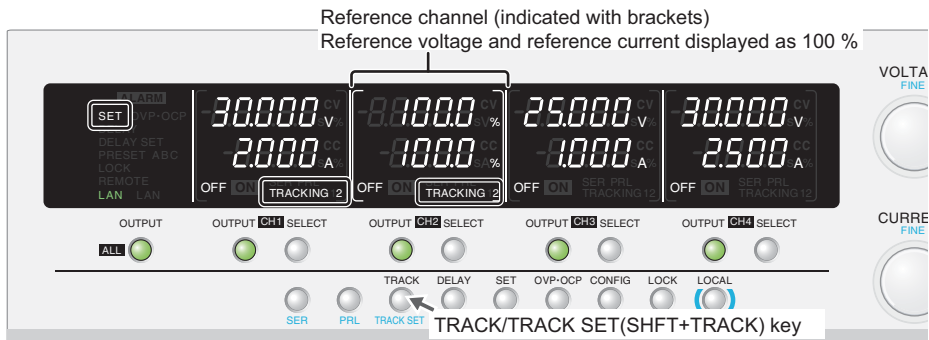 Reference channel (indicated with brackets)
Reference voltage and reference current displayed as 100 %
VOLTA
FINE
ALARM
SET OVP•OCP
DELAY SET
PRESET ABC
LOCK
REMOTE
LAN LAN
30.000 V% CV
2.000 A CC
OFF ON SER PRL
TRACKING 2
100.0 % CV
100.0 % CC
OFF ON
TRACKING 2
25.000 V% CV
1.000 A CC
OFF ON SER PRL
TRACKING12
30.000 V% CV
2.500 A CC
OFF ON SER PRL
TRACKING12
OUTPUT OUTPUT CH1 SELECT OUTPUT CH2 SELECT OUTPUT CH3 SELECT OUTPUT CH4 SELECT
ALL
CURRE
FINE
TRACK DELAY SET OVP•OCP CONFIG LOCK LOCAL
SER PRL TRACK SET
TRACK/TRACK SET(SHFT+TRACK) key